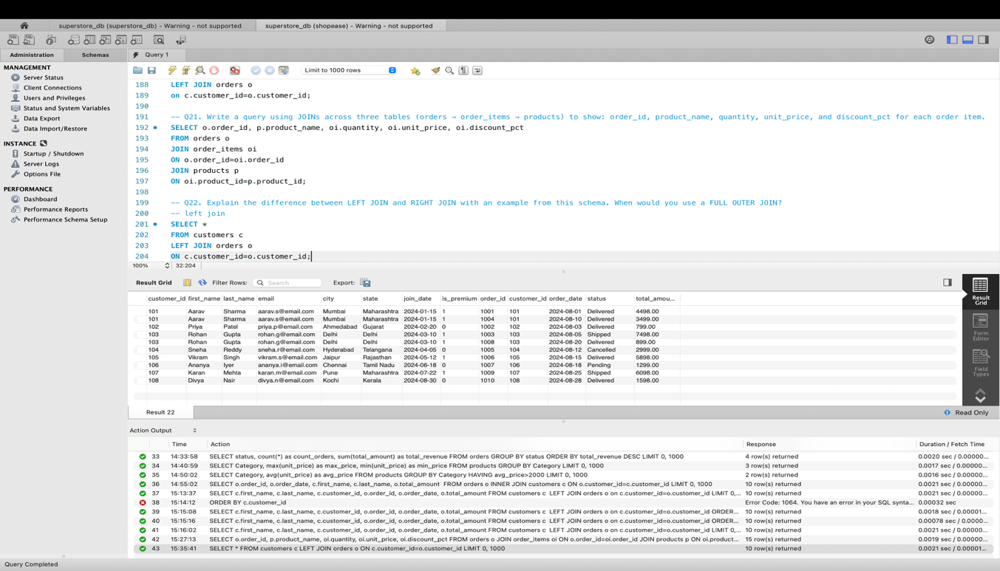 superstore_db (superstore_db) - Warning - not supported
superstore_db (shopease) - Warning - not supported
Administration
Schemas
Query 1
MANAGEMENT
Server Status
Client Connections
Users and Privileges
Status and System Variables
Data Export
Data Import/Restore
INSTANCE
Startup / Shutdown
Server Logs
Options File
PERFORMANCE
Dashboard
Performance Reports
Performance Schema Setup
Limit to 1000 rows
188 LEFT JOIN orders o
189 on c.customer_id=o.customer_id;
190
191 -- Q21. Write a query using JOINs across three tables (orders → order_items → products) to show: order_id, product_name, quantity, unit_price, and discount_pct for each order item.
192 SELECT o.order_id, p.product_name, oi.quantity, oi.unit_price, oi.discount_pct
193 FROM orders o
194 JOIN order_items oi
195 ON o.order_id=oi.order_id
196 JOIN products p
197 ON oi.product_id=p.product_id;
198
199 -- Q22. Explain the difference between LEFT JOIN and RIGHT JOIN with an example from this schema. When would you use a FULL OUTER JOIN?
200 -- left join
201 SELECT *
202 FROM customers c
203 LEFT JOIN orders o
204 ON c.customer_id=o.customer_id;
100% 32:204
Result Grid Filter Rows: Search Export:
customer_id first_name last_name email city state join_date is_premium order_id customer_id order_date status total_amou...
101 Aarav Sharma aarav.s@email.com Mumbai Maharashtra 2024-01-15 1 1001 101 2024-08-01 Delivered 4498.00
101 Aarav Sharma aarav.s@email.com Mumbai Maharashtra 2024-01-15 1 1004 101 2024-08-10 Delivered 3499.00
102 Priya Patel priya.p@email.com Ahmedabad Gujarat 2024-02-20 0 1002 102 2024-08-03 Delivered 799.00
103 Rohan Gupta rohan.g@email.com Delhi Delhi 2024-03-10 1 1003 103 2024-08-05 Shipped 7498.00
103 Rohan Gupta rohan.g@email.com Delhi Delhi 2024-03-10 1 1008 103 2024-08-20 Delivered 899.00
104 Sneha Reddy sneha.r@email.com Hyderabad Telangana 2024-04-05 0 1005 104 2024-08-12 Cancelled 2999.00
105 Vikram Singh vikram.s@email.com Jaipur Rajasthan 2024-05-12 1 1006 105 2024-08-15 Delivered 5898.00
106 Ananya Iyer ananya.i@email.com Chennai Tamil Nadu 2024-06-18 0 1007 106 2024-08-18 Pending 1299.00
107 Karan Mehta karan.m@email.com Pune Maharashtra 2024-07-22 1 1009 107 2024-08-25 Shipped 6098.00
108 Divya Nair divya.n@email.com Kochi Kerala 2024-08-30 0 1010 108 2024-08-28 Delivered 1598.00
Result Grid
Form Editor
Field Types
Result 22
Read Only
Action Output
Time Action Response Duration / Fetch Time
33 14:33:58 SELECT status, count(*) as count_orders, sum(total_amount) as total_revenue FROM orders GROUP BY status ORDER BY total_revenue DESC LIMIT 0, 1000 4 row(s) returned 0.0020 sec / 0.00000...
34 14:40:59 SELECT Category, max(unit_price) as max_price, min(unit_price) as min_price FROM products GROUP BY Category LIMIT 0, 1000 3 row(s) returned 0.0017 sec / 0.00000...
35 14:50:02 SELECT Category, avg(unit_price) as avg_price FROM products GROUP BY Category HAVING avg_price>2000 LIMIT 0, 1000 2 row(s) returned 0.0016 sec / 0.00000...
36 14:55:02 SELECT o.order_id, o.order_date, c.first_name, c.last_name, o.total_amount FROM orders o INNER JOIN customers c ON o.customer_id=c.customer_id LIMIT 0, 1000 10 row(s) returned 0.0021 sec / 0.00000...
37 15:13:37 SELECT c.first_name, c.last_name, c.customer_id, o.order_id, o.order_date, o.total_amount FROM customers c LEFT JOIN orders o on c.customer_id=o.customer_id LIMIT 0,... 10 row(s) returned 0.0021 sec / 0.00000...
38 15:14:12 ORDER BY c.customer_id Error Code: 1064. You have an error in your SQL synta... 0.00032 sec
39 15:15:08 SELECT c.first_name, c.last_name, c.customer_id, o.order_id, o.order_date, o.total_amount FROM customers c LEFT JOIN orders o on c.customer_id=o.customer_id ORDER... 10 row(s) returned 0.0018 sec / 0.00001...
40 15:15:16 SELECT c.first_name, c.last_name, c.customer_id, o.order_id, o.order_date, o.total_amount FROM customers c LEFT JOIN orders o on c.customer_id=o.customer_id ORDER... 10 row(s) returned 0.00078 sec / 0.0000...
41 15:16:02 SELECT c.first_name, c.last_name, c.customer_id, o.order_id, o.order_date, o.total_amount FROM customers c LEFT JOIN orders o on c.customer_id=o.customer_id LIMIT 0,... 10 row(s) returned 0.0021 sec / 0.00000...
42 15:27:13 SELECT o.order_id, p.product_name, oi.quantity, oi.unit_price, oi.discount_pct FROM orders o JOIN order_items oi ON o.order_id=oi.order_id JOIN products p ON oi.product... 15 row(s) returned 0.0019 sec / 0.00000...
43 15:35:41 SELECT * FROM customers c LEFT JOIN orders o ON c.customer_id=o.customer_id LIMIT 0, 1000 10 row(s) returned 0.0021 sec / 0.00001...
Query Completed